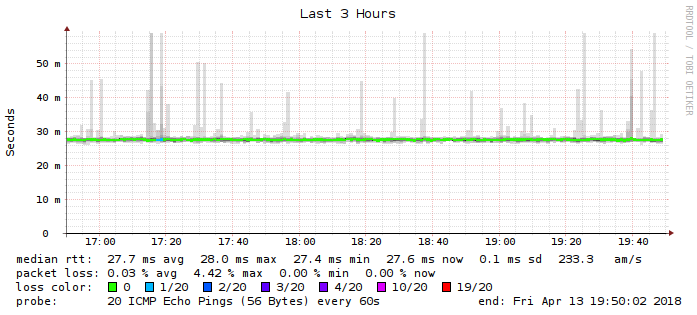 Last 3 Hours
RRDTOOL / TOBI OETIKER
Seconds
50 m
40 m
30 m
20 m
10 m
0
17:00 17:20 17:40 18:00 18:20 18:40 19:00 19:20 19:40
median rtt: 27.7 ms avg 28.0 ms max 27.4 ms min 27.6 ms now 0.1 ms sd 233.3 am/s
packet loss: 0.03 % avg 4.42 % max 0.00 % min 0.00 % now
loss color: 0 1/20 2/20 3/20 4/20 10/20 19/20
probe: 20 ICMP Echo Pings (56 Bytes) every 60s end: Fri Apr 13 19:50:02 2018